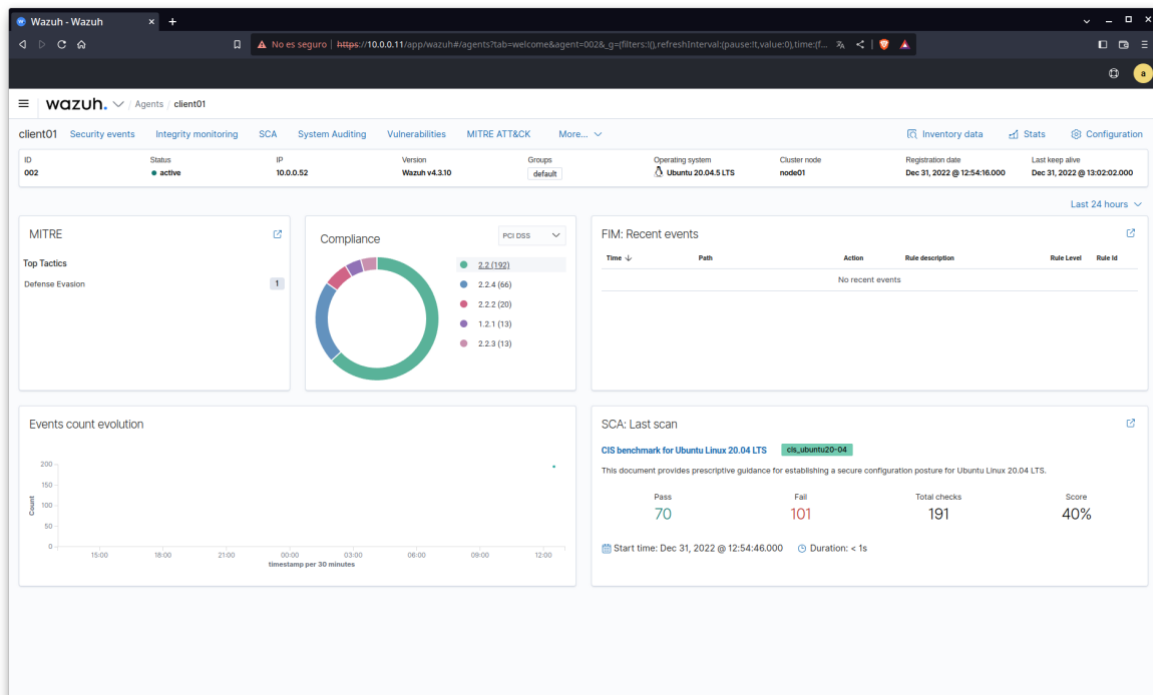 Wazuh - Wazuh
No es seguro | https://10.0.0.11/app/wazuh#/agents?tab=welcome&agent=002&_g=(filters:!(),refreshInterval:(pause:!t,value:0),time:(f...
a
wazuh. / Agents / client01
client01 Security events Integrity monitoring SCA System Auditing Vulnerabilities MITRE ATT&CK More... Inventory data Stats Configuration
ID Status IP Version Groups Operating system Cluster node Registration date Last keep alive
002 active 10.0.0.52 Wazuh v4.3.10 default Ubuntu 20.04.5 LTS node01 Dec 31, 2022 @ 12:54:16.000 Dec 31, 2022 @ 13:02:02.000
Last 24 hours
MITRE
Top Tactics
Defense Evasion 1
Compliance PCI DSS
2.2 (192)
2.2.4 (66)
2.2.2 (20)
1.2.1 (13)
2.2.3 (13)
FIM: Recent events
Time Path Action Rule description Rule Level Rule Id
No recent events
Events count evolution
Count
200
150
100
50
0
15:00 18:00 21:00 00:00 03:00 06:00 09:00 12:00
timestamp per 30 minutes
SCA: Last scan
CIS benchmark for Ubuntu Linux 20.04 LTS cis_ubuntu20-04
This document provides prescriptive guidance for establishing a secure configuration posture for Ubuntu Linux 20.04 LTS.
Pass Fail Total checks Score
70 101 191 40%
Start time: Dec 31, 2022 @ 12:54:46.000 Duration: < 1s